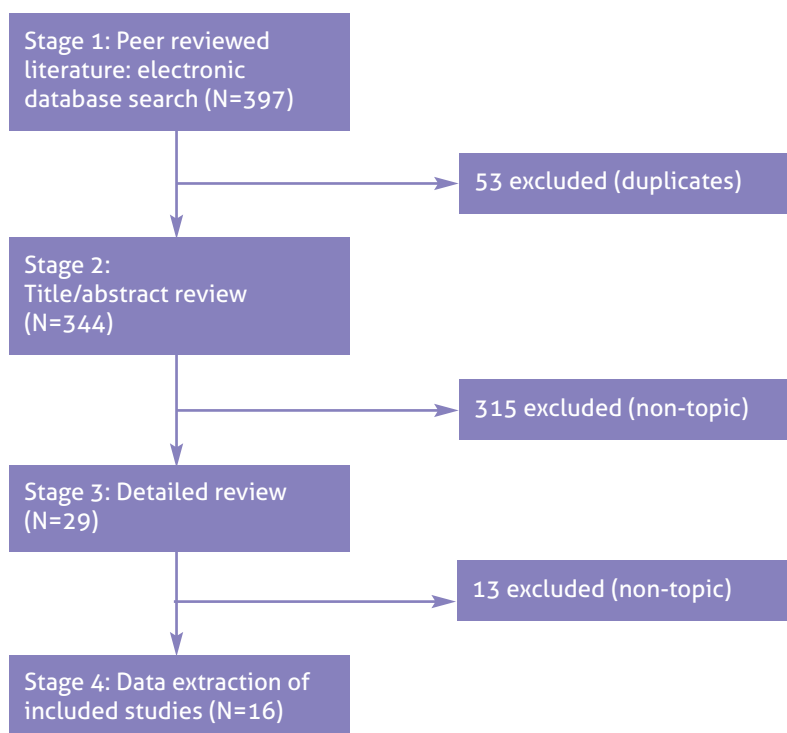 Stage 1: Peer reviewed
literature: electronic
database search (N=397)
53 excluded (duplicates)
Stage 2:
Title/abstract review
(N=344)
315 excluded (non-topic)
Stage 3: Detailed review
(N=29)
13 excluded (non-topic)
Stage 4: Data extraction of
included studies (N=16)